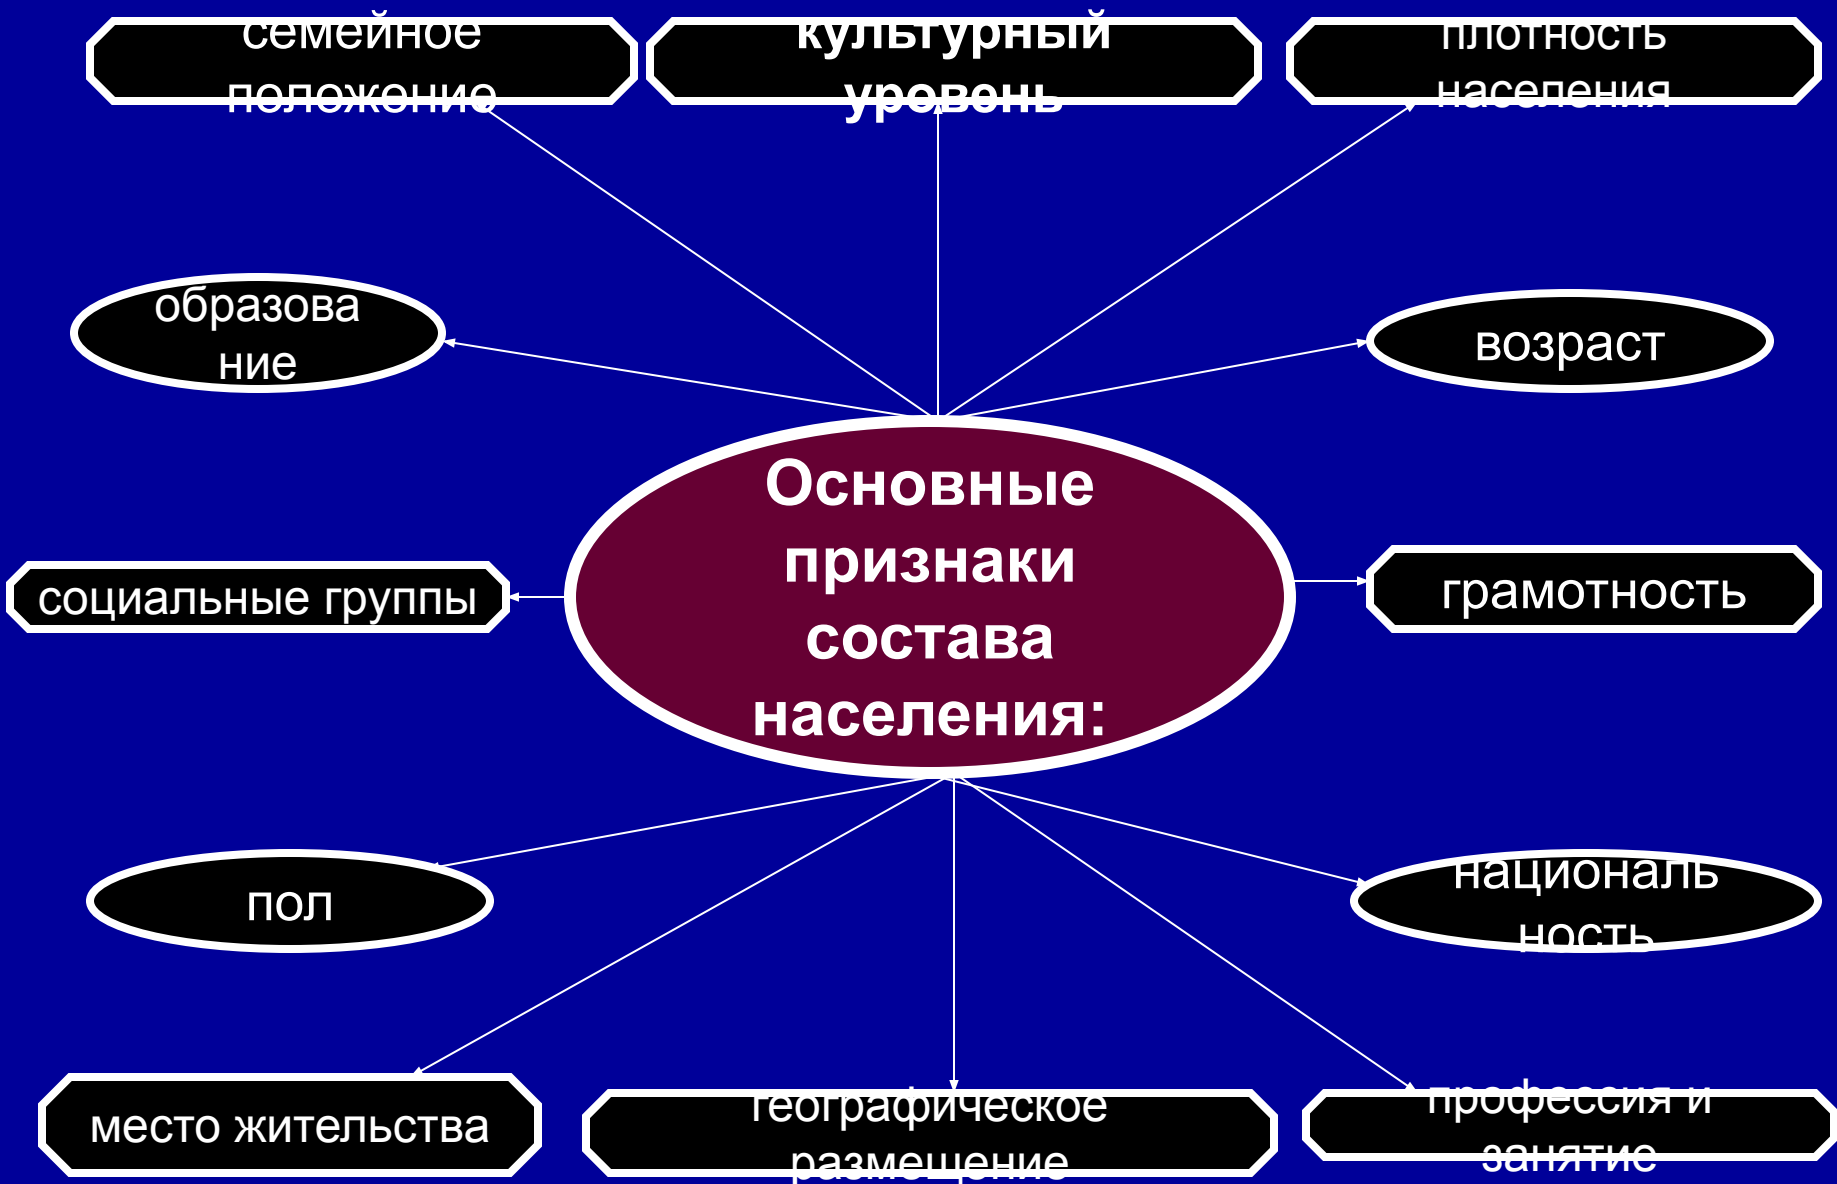 семейное
положение
культурный
уровень
плотность
населения
образова
ние
возраст
Основные
признаки
состава
населения:
социальные группы
грамотность
пол
националь
ность
место жительства
географическое
размещение
профессия и
занятие